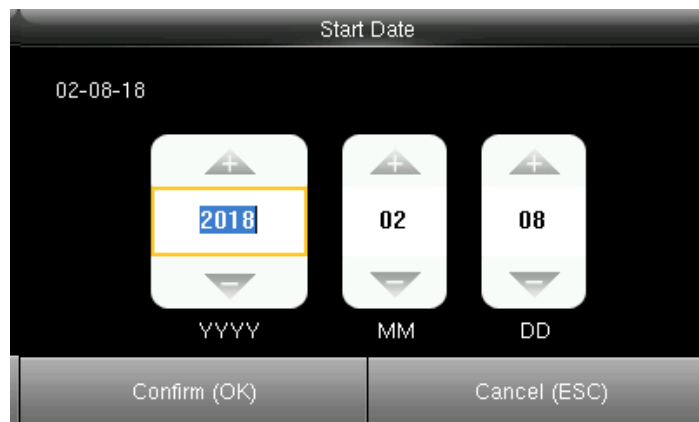 Start Date
02-08-18
+ + +
2018 02 08
− − −
YYYY MM DD
Confirm (OK) Cancel (ESC)